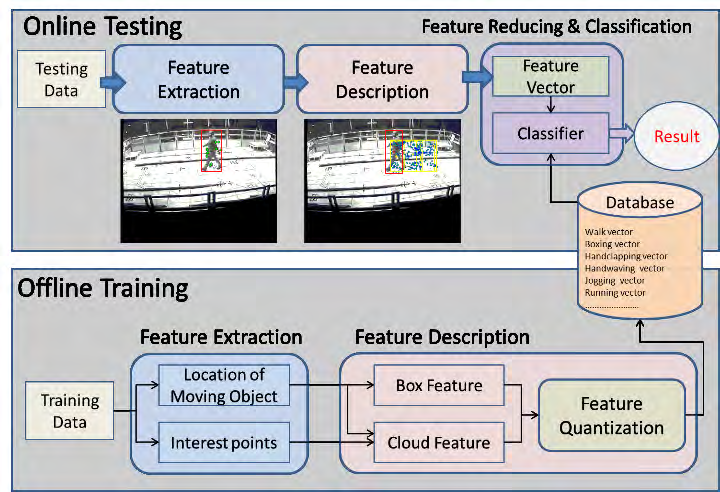 Online Testing
Feature Reducing & Classification
Testing
Data
Feature
Extraction
Feature
Description
Feature
Vector
Classifier
Result
Database
Walk vector
Boxing vector
Handclapping vector
Handwaving vector
Jogging vector
Running vector
........................
Offline Training
Feature Extraction
Feature Description
Training
Data
Location of
Moving Object
Interest points
Box Feature
Cloud Feature
Feature
Quantization